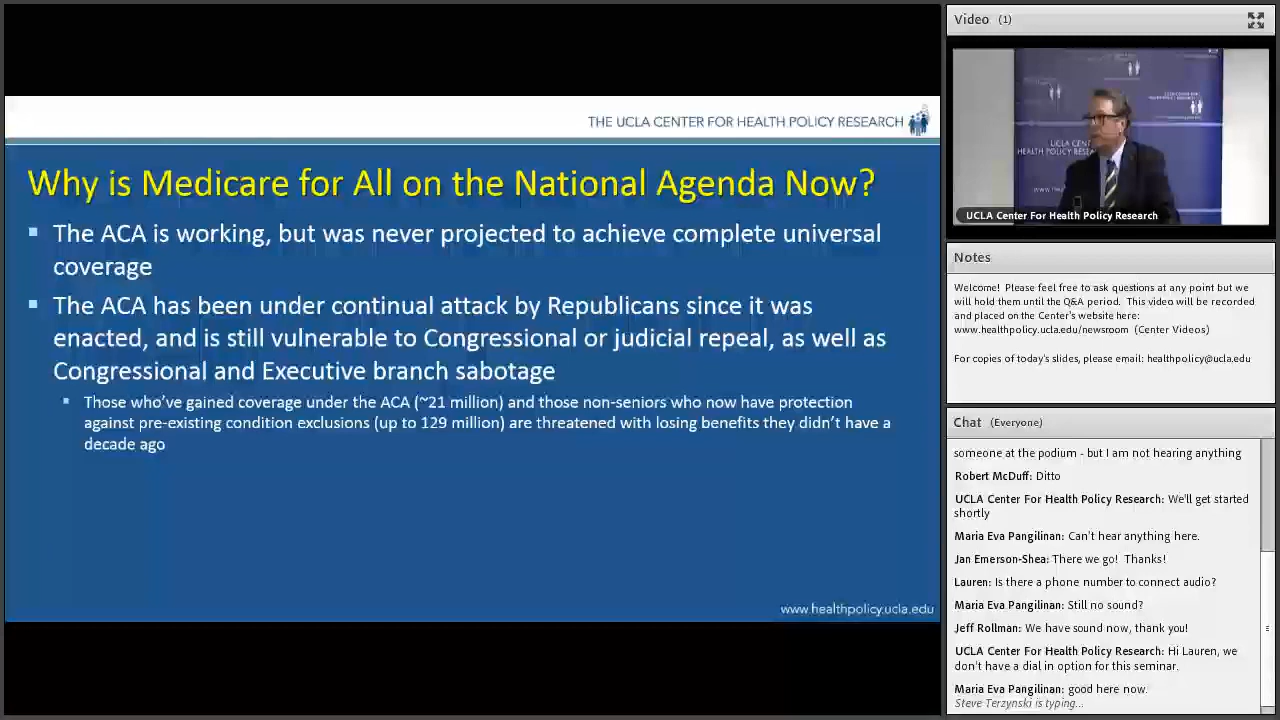 THE UCLA CENTER FOR HEALTH POLICY RESEARCH
Why is Medicare for All on the National Agenda Now?
The ACA is working, but was never projected to achieve complete universal
coverage
The ACA has been under continual attack by Republicans since it was
enacted, and is still vulnerable to Congressional or judicial repeal, as well as
Congressional and Executive branch sabotage
Those who've gained coverage under the ACA (~21 million) and those non-seniors who now have protection
against pre-existing condition exclusions (up to 129 million) are threatened with losing benefits they didn't have a
decade ago
www.healthpolicy.ucla.edu
Video (1)
UCLA CEN
HEALTH POLICY RESEA
UCLA Center For Health Policy Research
Notes
Welcome! Please feel free to ask questions at any point but we
will hold them until the Q&A period. This video will be recorded
and placed on the Center's website here:
www.healthpolicy.ucla.edu/newsroom (Center Videos)
For copies of today's slides, please email: healthpolicy@ucla.edu
Chat (Everyone)
someone at the podium - but I am not hearing anything
Robert McDuff: Ditto
UCLA Center For Health Policy Research: We'll get started
shortly
Maria Eva Pangilinan: Can't hear anything here.
Jan Emerson-Shea: There we go! Thanks!
Lauren: Is there a phone number to connect audio?
Maria Eva Pangilinan: Still no sound?
Jeff Rollman: We have sound now, thank you!
UCLA Center For Health Policy Research: Hi Lauren, we
don't have a dial in option for this seminar.
Maria Eva Pangilinan: good here now.
Steve Terzynski is typing...